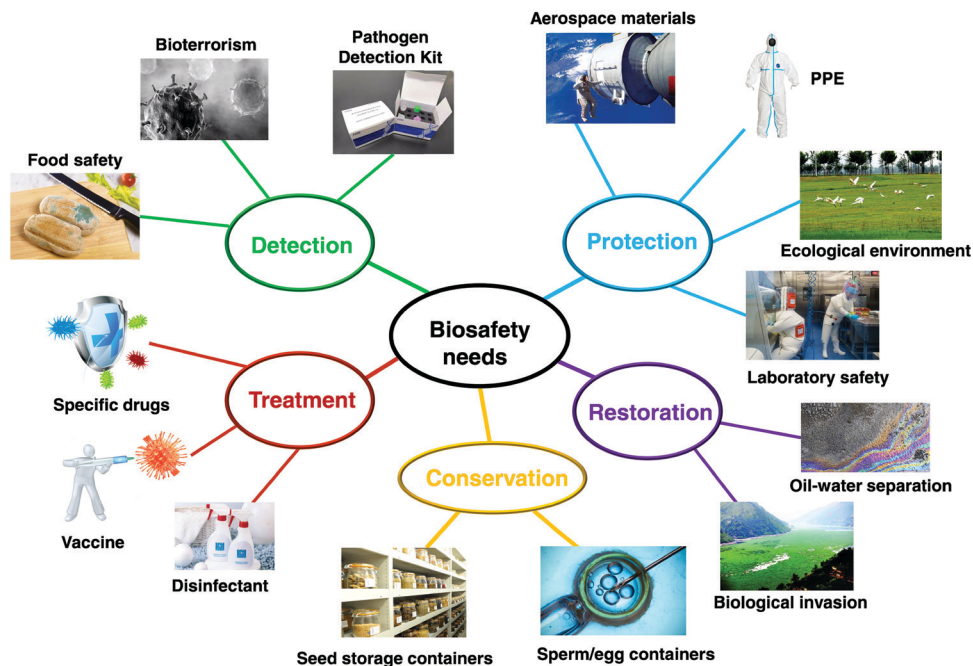 Aerospace materials
Bioterrorism
Pathogen
Detection Kit
PPE
Food safety
Detection
Protection
Ecological environment
Biosafety
needs
Laboratory safety
Specific drugs
Treatment
Restoration
Conservation
Oil-water separation
Vaccine
Disinfectant
Biological invasion
Seed storage containers
Sperm/egg containers